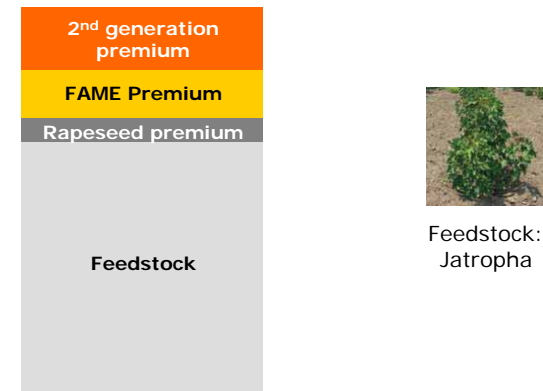 2nd generation
premium
FAME Premium
Rapeseed premium
Feedstock
Feedstock:
Jatropha